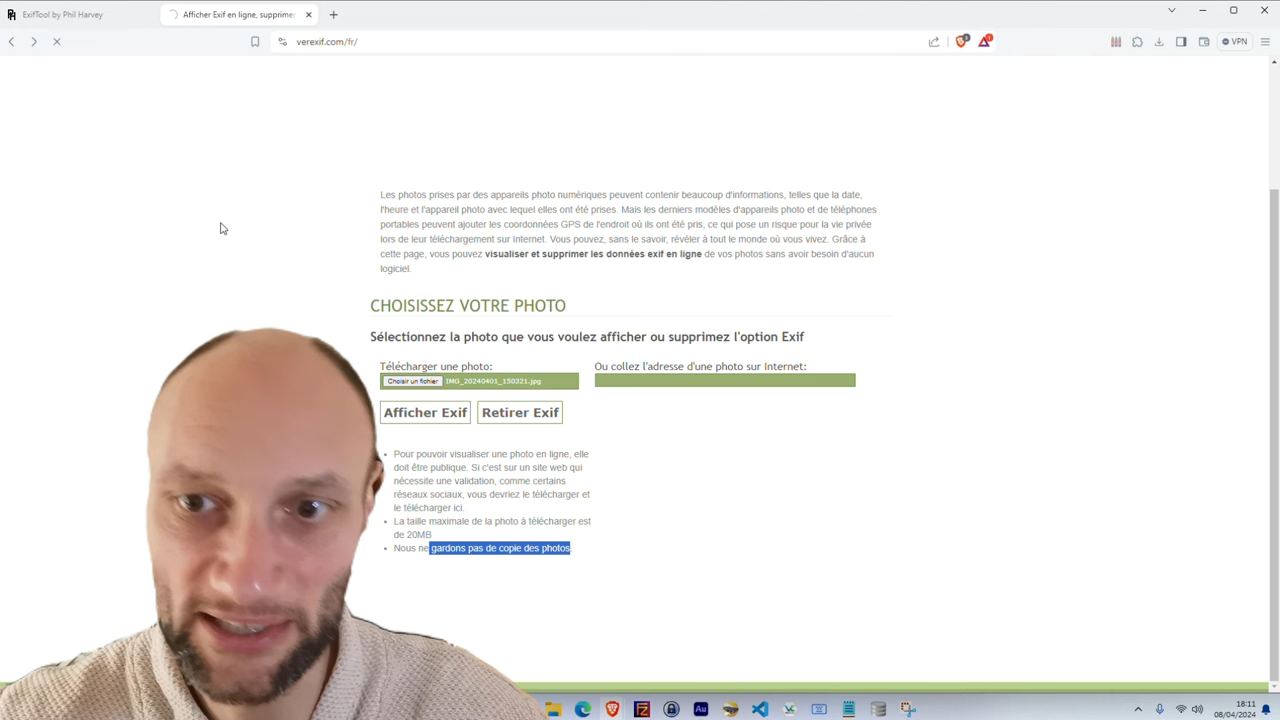 ExifTool by Phil Harvey
Afficher Exif en ligne, supprimer
verexif.com/fr/
VPN
Les photos prises par des appareils photo numériques peuvent contenir beaucoup d'informations, telles que la date,
l'heure et l'appareil photo avec lequel elles ont été prises. Mais les derniers modèles d'appareils photo et de téléphones
portables peuvent ajouter les coordonnées GPS de l'endroit où ils ont été pris, ce qui pose un risque pour la vie privée
lors de leur téléchargement sur Internet. Vous pouvez, sans le savoir, révéler à tout le monde où vous vivez. Grâce à
cette page, vous pouvez visualiser et supprimer les données exif en ligne de vos photos sans avoir besoin d'aucun
logiciel.
CHOISISSEZ VOTRE PHOTO
Sélectionnez la photo que vous voulez afficher ou supprimez l'option Exif
Télécharger une photo:
Ou collez l'adresse d'une photo sur Internet:
Choisir un fichier IMG_20240401_150321.jpg
Afficher Exif
Retirer Exif
Pour pouvoir visualiser une photo en ligne, elle
doit être publique. Si c'est sur un site web qui
nécessite une validation, comme certains
réseaux sociaux, vous devriez le télécharger et
le télécharger ici.
La taille maximale de la photo à télécharger est
de 20MB
Nous ne gardons pas de copie des photos
Au
18:11
08/04/2024